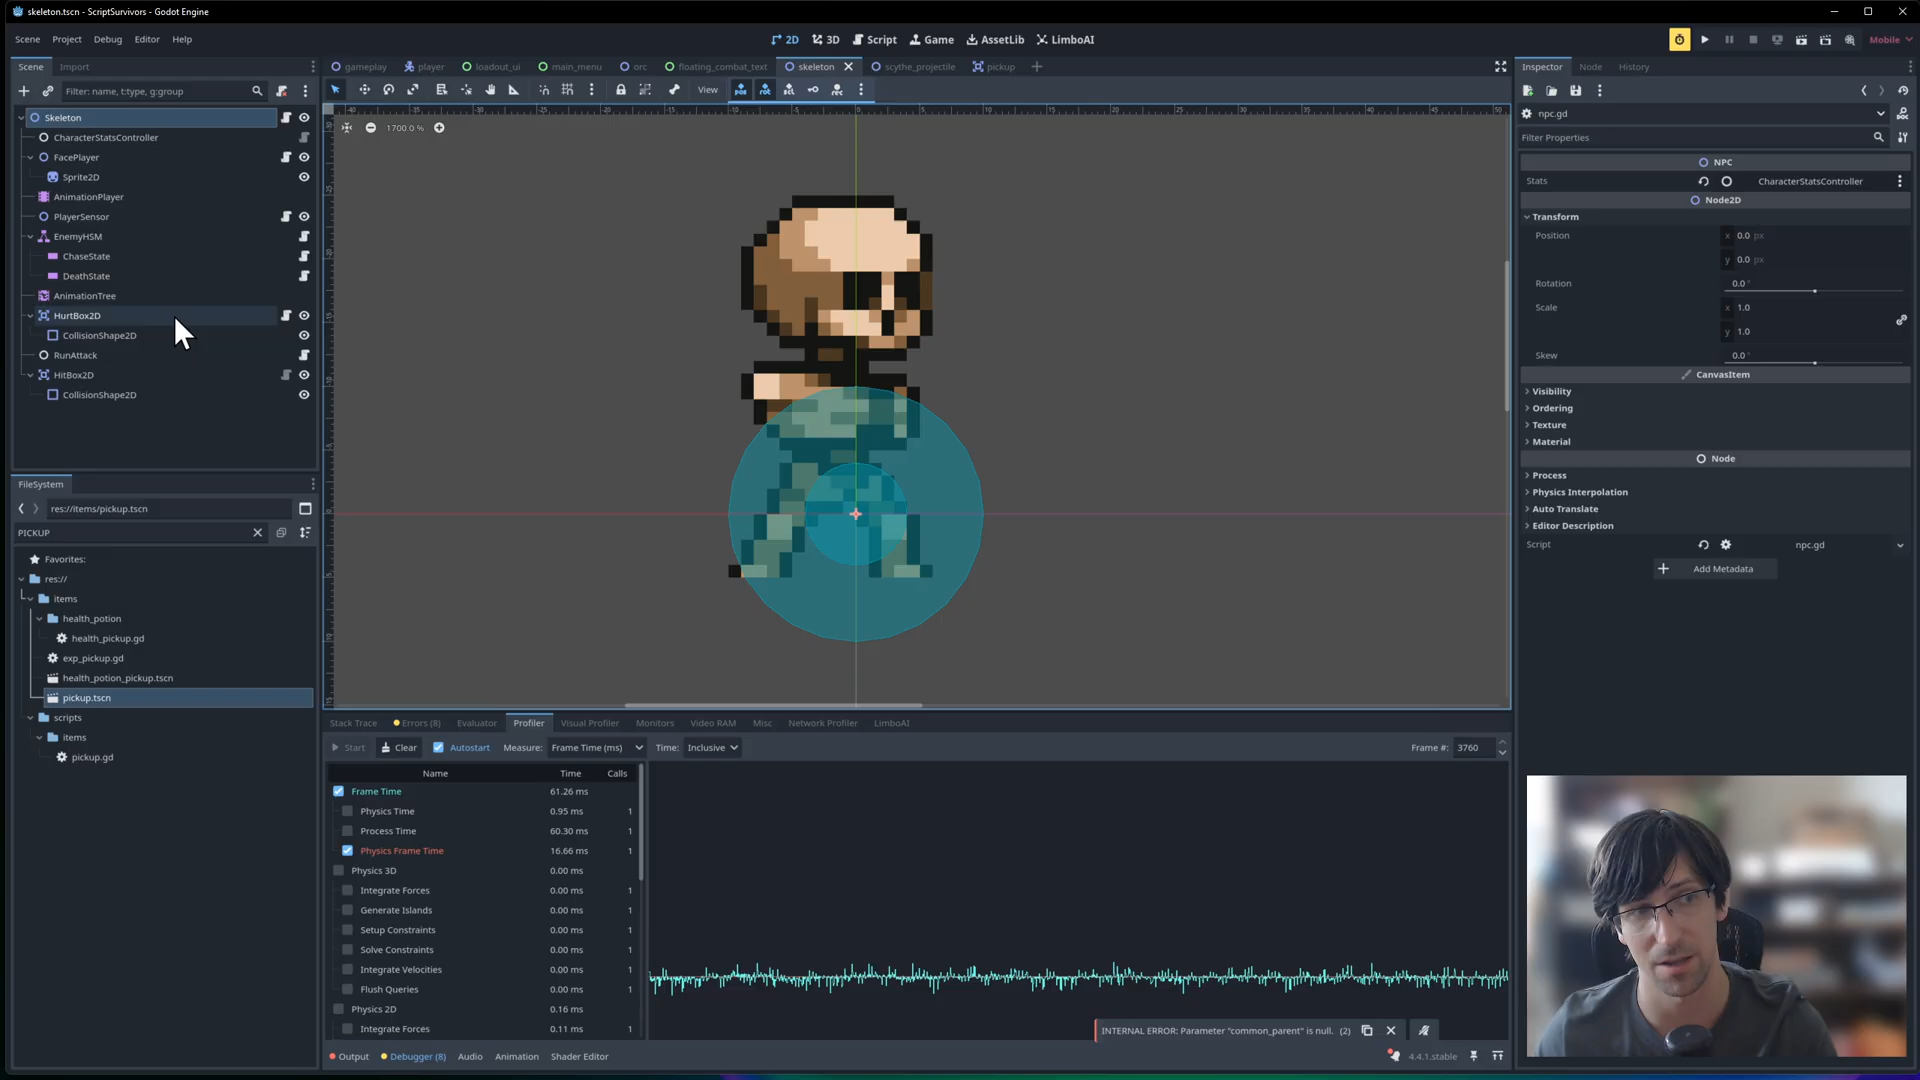 skeleton.tscn - ScriptSurvivors - Godot Engine
Scene Project Debug Editor Help
2D 3D Script Game AssetLib LimboAI
Mobile
Scene Import
gameplay player loadout_ui main_menu orc floating_combat_text skeleton scythe_projectile pickup
Inspector Node History
Filter: name, t:type, g:group
View
Skeleton
CharacterStatsController
FacePlayer
Sprite2D
AnimationPlayer
PlayerSensor
EnemyHSM
ChaseState
DeathState
AnimationTree
HurtBox2D
CollisionShape2D
RunAttack
HitBox2D
CollisionShape2D
1700.0 %
npc.gd
Filter Properties
NPC
Stats CharacterStatsController
Node2D
Transform
Position x 0.0 px
y 0.0 px
Rotation 0.0 °
Scale x 1.0
y 1.0
Skew 0.0 °
CanvasItem
Visibility
Ordering
Texture
Material
Node
Process
Physics Interpolation
Auto Translate
Editor Description
Script npc.gd
Add Metadata
FileSystem
res://items/pickup.tscn
PICKUP
Favorites:
res://
items
health_potion
health_pickup.gd
exp_pickup.gd
health_potion_pickup.tscn
pickup.tscn
scripts
items
pickup.gd
Stack Trace Errors (8) Evaluator Profiler Visual Profiler Monitors Video RAM Misc Network Profiler LimboAI
Start Clear Autostart Measure: Frame Time (ms) Time: Inclusive Frame #: 3760
Name Time Calls
Frame Time 61.26 ms
Physics Time 0.95 ms 1
Process Time 60.30 ms 1
Physics Frame Time 16.66 ms 1
Physics 3D 0.00 ms
Integrate Forces 0.00 ms 1
Generate Islands 0.00 ms 1
Setup Constraints 0.00 ms 1
Solve Constraints 0.00 ms 1
Integrate Velocities 0.00 ms 1
Flush Queries 0.00 ms 1
Physics 2D 0.16 ms
Integrate Forces 0.11 ms 1
INTERNAL ERROR: Parameter "common_parent" is null. (2)
Output Debugger (8) Audio Animation Shader Editor
4.4.1.stable